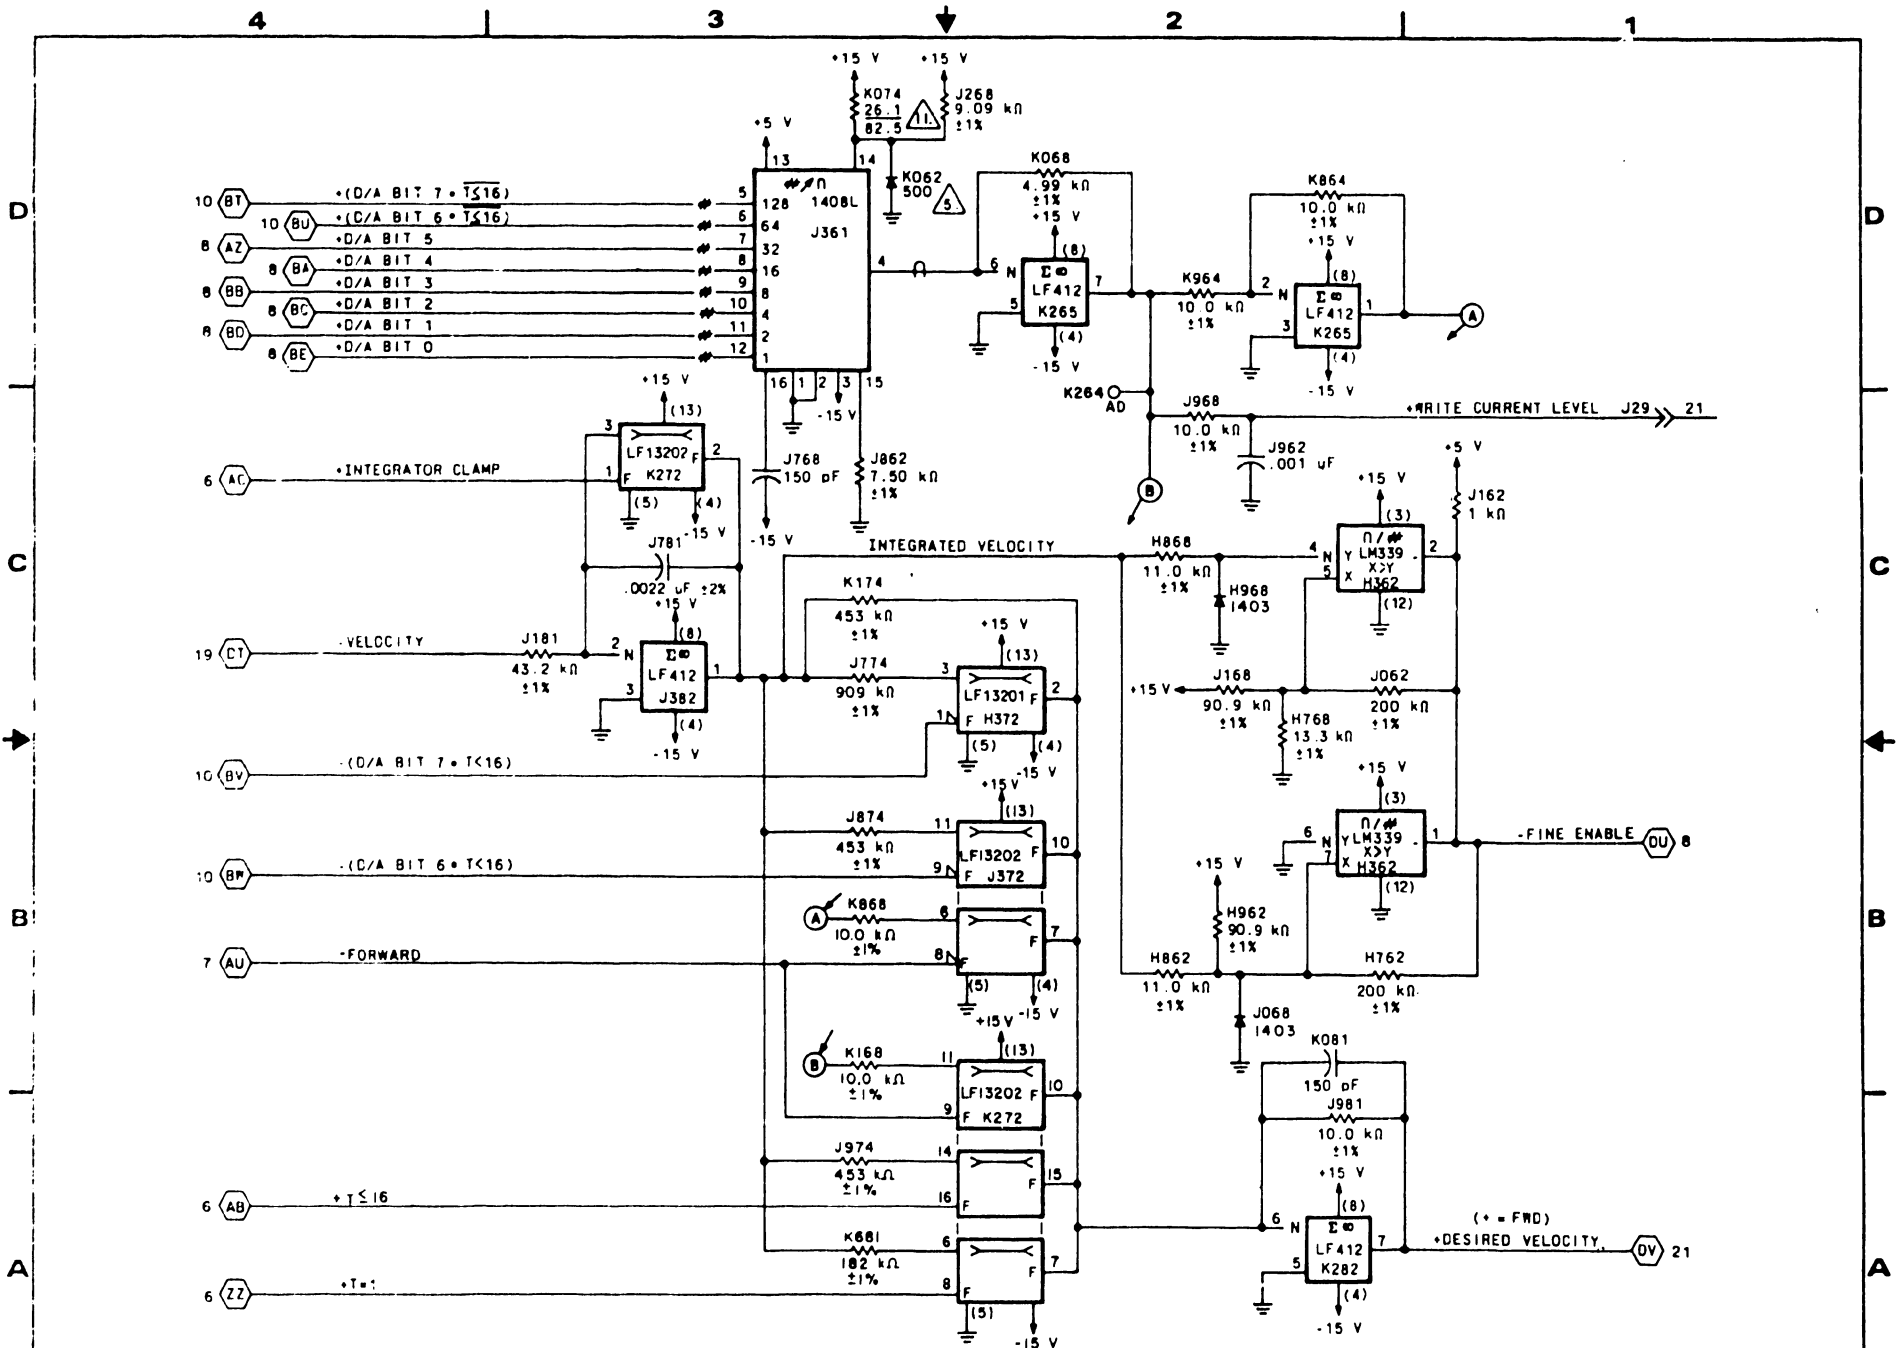 4 3 2 1
+15 V +15 V
K074 26.1 82.5 11.
J268 9.09 kΩ ±1%
+5 V
13 14
K062 500 5.
10 BT +(D/A BIT 7 • T≤16) 5 128
10 BU +(D/A BIT 6 • T≤16) 6 64
8 AZ +D/A BIT 5 7 32
8 BA +D/A BIT 4 8 16
8 BB +D/A BIT 3 9 8
8 BC +D/A BIT 2 10 4
8 BD +D/A BIT 1 11 2
8 BE +D/A BIT 0 12 1
1408L
J361
4
16 1 2 3 15
-15 V
K068 4.99 kΩ ±1%
+15 V
(8)
6 N Σ∞ LF412 7
5 K265
(4)
-15 V
K964 10.0 kΩ ±1%
K864 10.0 kΩ ±1%
+15 V
(8)
2 N Σ∞ LF412 1
3 K265
(4)
-15 V
A
D D
K264 AD
J968 10.0 kΩ ±1%
+WRITE CURRENT LEVEL J29 21
J962 .001 uF
B
J768 150 pF
-15 V
J862 7.50 kΩ ±1%
+15 V
(13)
3 LF13202 F 2
6 AC +INTEGRATOR CLAMP 1 F K272
(5) (4)
-15 V
J781 .0022 uF ±2%
+15 V
(8)
19 CT -VELOCITY J181 43.2 kΩ ±1% 2 N Σ∞ LF412 1
3 J382
(4)
-15 V
INTEGRATED VELOCITY
H868 11.0 kΩ ±1%
H968 1403
+5 V
J162 1 kΩ
+15 V
(3)
4 N Y ∩/# LM339 2
5 X X>Y H362
(12)
C C
K174 453 kΩ ±1%
J774 909 kΩ ±1%
+15 V
(13)
3 LF13201 F 2
1 F H372
(5) (4)
-15 V
10 BV -(D/A BIT 7 • T<16)
+15 V J168 90.9 kΩ ±1%
J062 200 kΩ ±1%
H768 13.3 kΩ ±1%
+15 V
(13)
J874 453 kΩ ±1%
11 LF13202 F 10
10 BW -(D/A BIT 6 • T<16) 9 F J372
+15 V
(3)
6 N Y ∩/# LM339 1
7 X X>Y H362
(12)
-FINE ENABLE DU 8
+15 V
H962 90.9 kΩ ±1%
H862 11.0 kΩ ±1%
H762 200 kΩ ±1%
J068 1403
B B
A K868 10.0 kΩ ±1% 6 F 7
7 AU -FORWARD 8 F
(5) (4)
-15 V
+15 V
(13)
B K168 10.0 kΩ ±1% 11 LF13202 F 10
9 F K272
J974 453 kΩ ±1% 14 F 15
6 AB +T≤16 16 F
K681 182 kΩ ±1% 6 F 7
6 ZZ +T=1 8 F
(5)
-15 V
K081 150 pF
J981 10.0 kΩ ±1%
+15 V
(8)
6 N Σ∞ LF412 7
5 K282
(4)
-15 V
(+ = FWD)
+DESIRED VELOCITY DV 21
A A